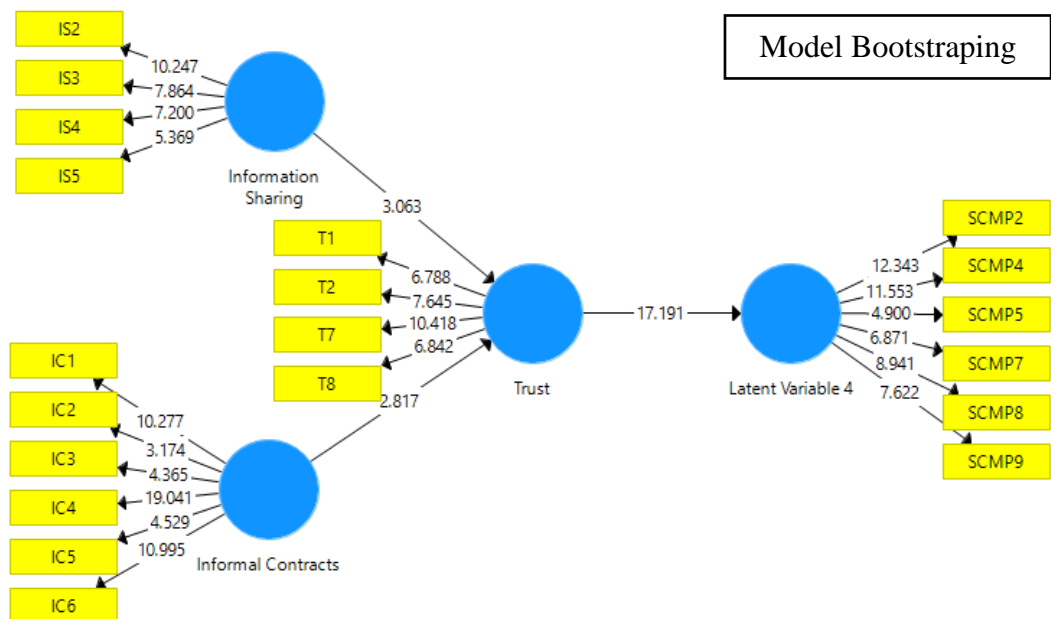 Model Bootstraping
IS2
IS3
IS4
IS5
10.247
7.864
7.200
5.369
Information
Sharing
3.063
T1
T2
T7
T8
6.788
7.645
10.418
6.842
Trust
17.191
Latent Variable 4
12.343
11.553
4.900
6.871
8.941
7.622
SCMP2
SCMP4
SCMP5
SCMP7
SCMP8
SCMP9
IC1
IC2
IC3
IC4
IC5
IC6
10.277
3.174
4.365
19.041
4.529
10.995
Informal Contracts
2.817